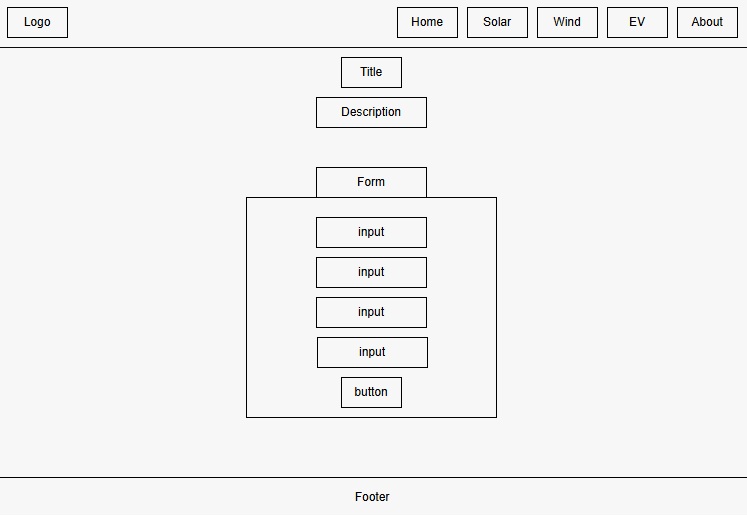 Logo Home Solar Wind EV About
Title
Description
Form
input
input
input
input
button
Footer